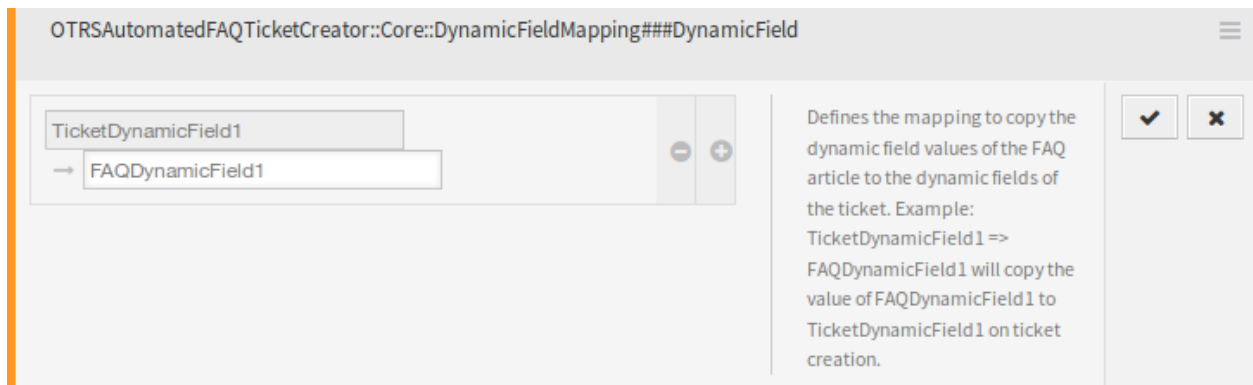 OTRSAutomatedFAQTicketCreator::Core::DynamicFieldMapping###DynamicField
TicketDynamicField1
→ FAQDynamicField1
Defines the mapping to copy the
dynamic field values of the FAQ
article to the dynamic fields of
the ticket. Example:
TicketDynamicField1 =>
FAQDynamicField1 will copy the
value of FAQDynamicField1 to
TicketDynamicField1 on ticket
creation.